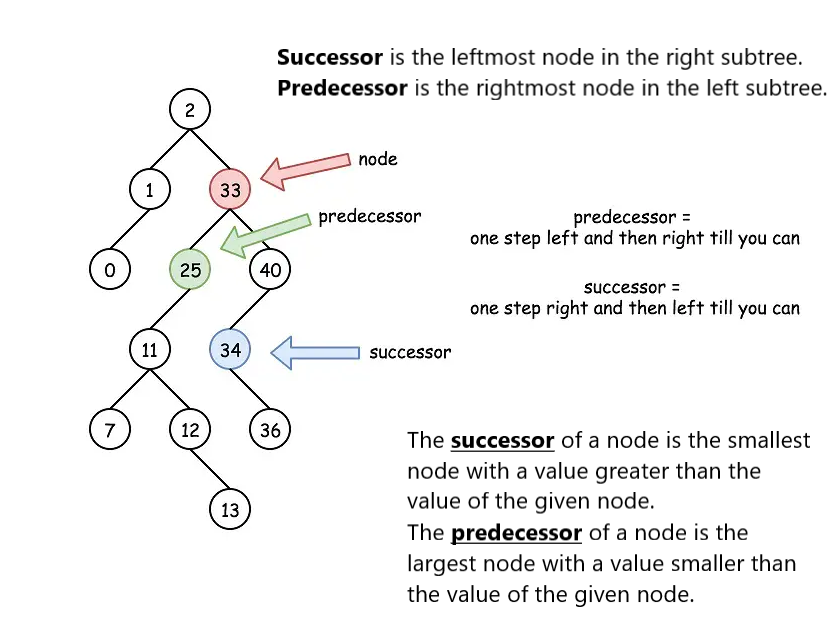 Successor is the leftmost node in the right subtree.
Predecessor is the rightmost node in the left subtree.
2
node
1
33
predecessor
predecessor =
one step left and then right till you can
0
25
40
successor =
one step right and then left till you can
11
34
successor
7
12
36
The successor of a node is the smallest
node with a value greater than the
value of the given node.
13
The predecessor of a node is the
largest node with a value smaller than
the value of the given node.